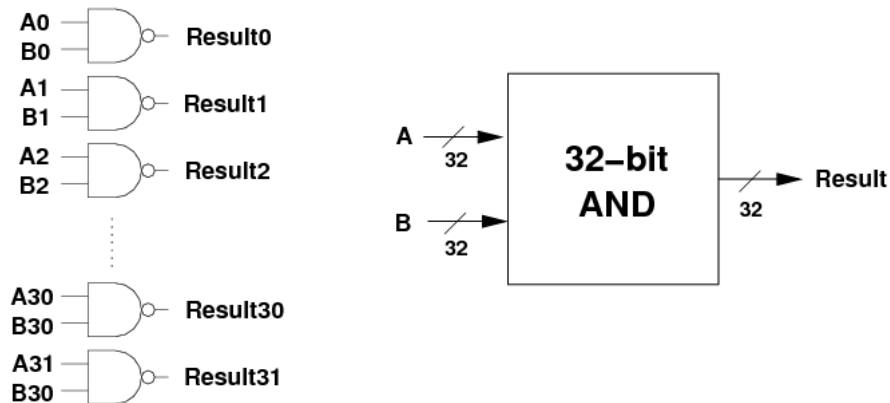 A0
B0
Result0
A1
B1
Result1
A2
B2
Result2
A30
B30
Result30
A31
B30
Result31
A
32
B
32
32–bit
AND
32
Result